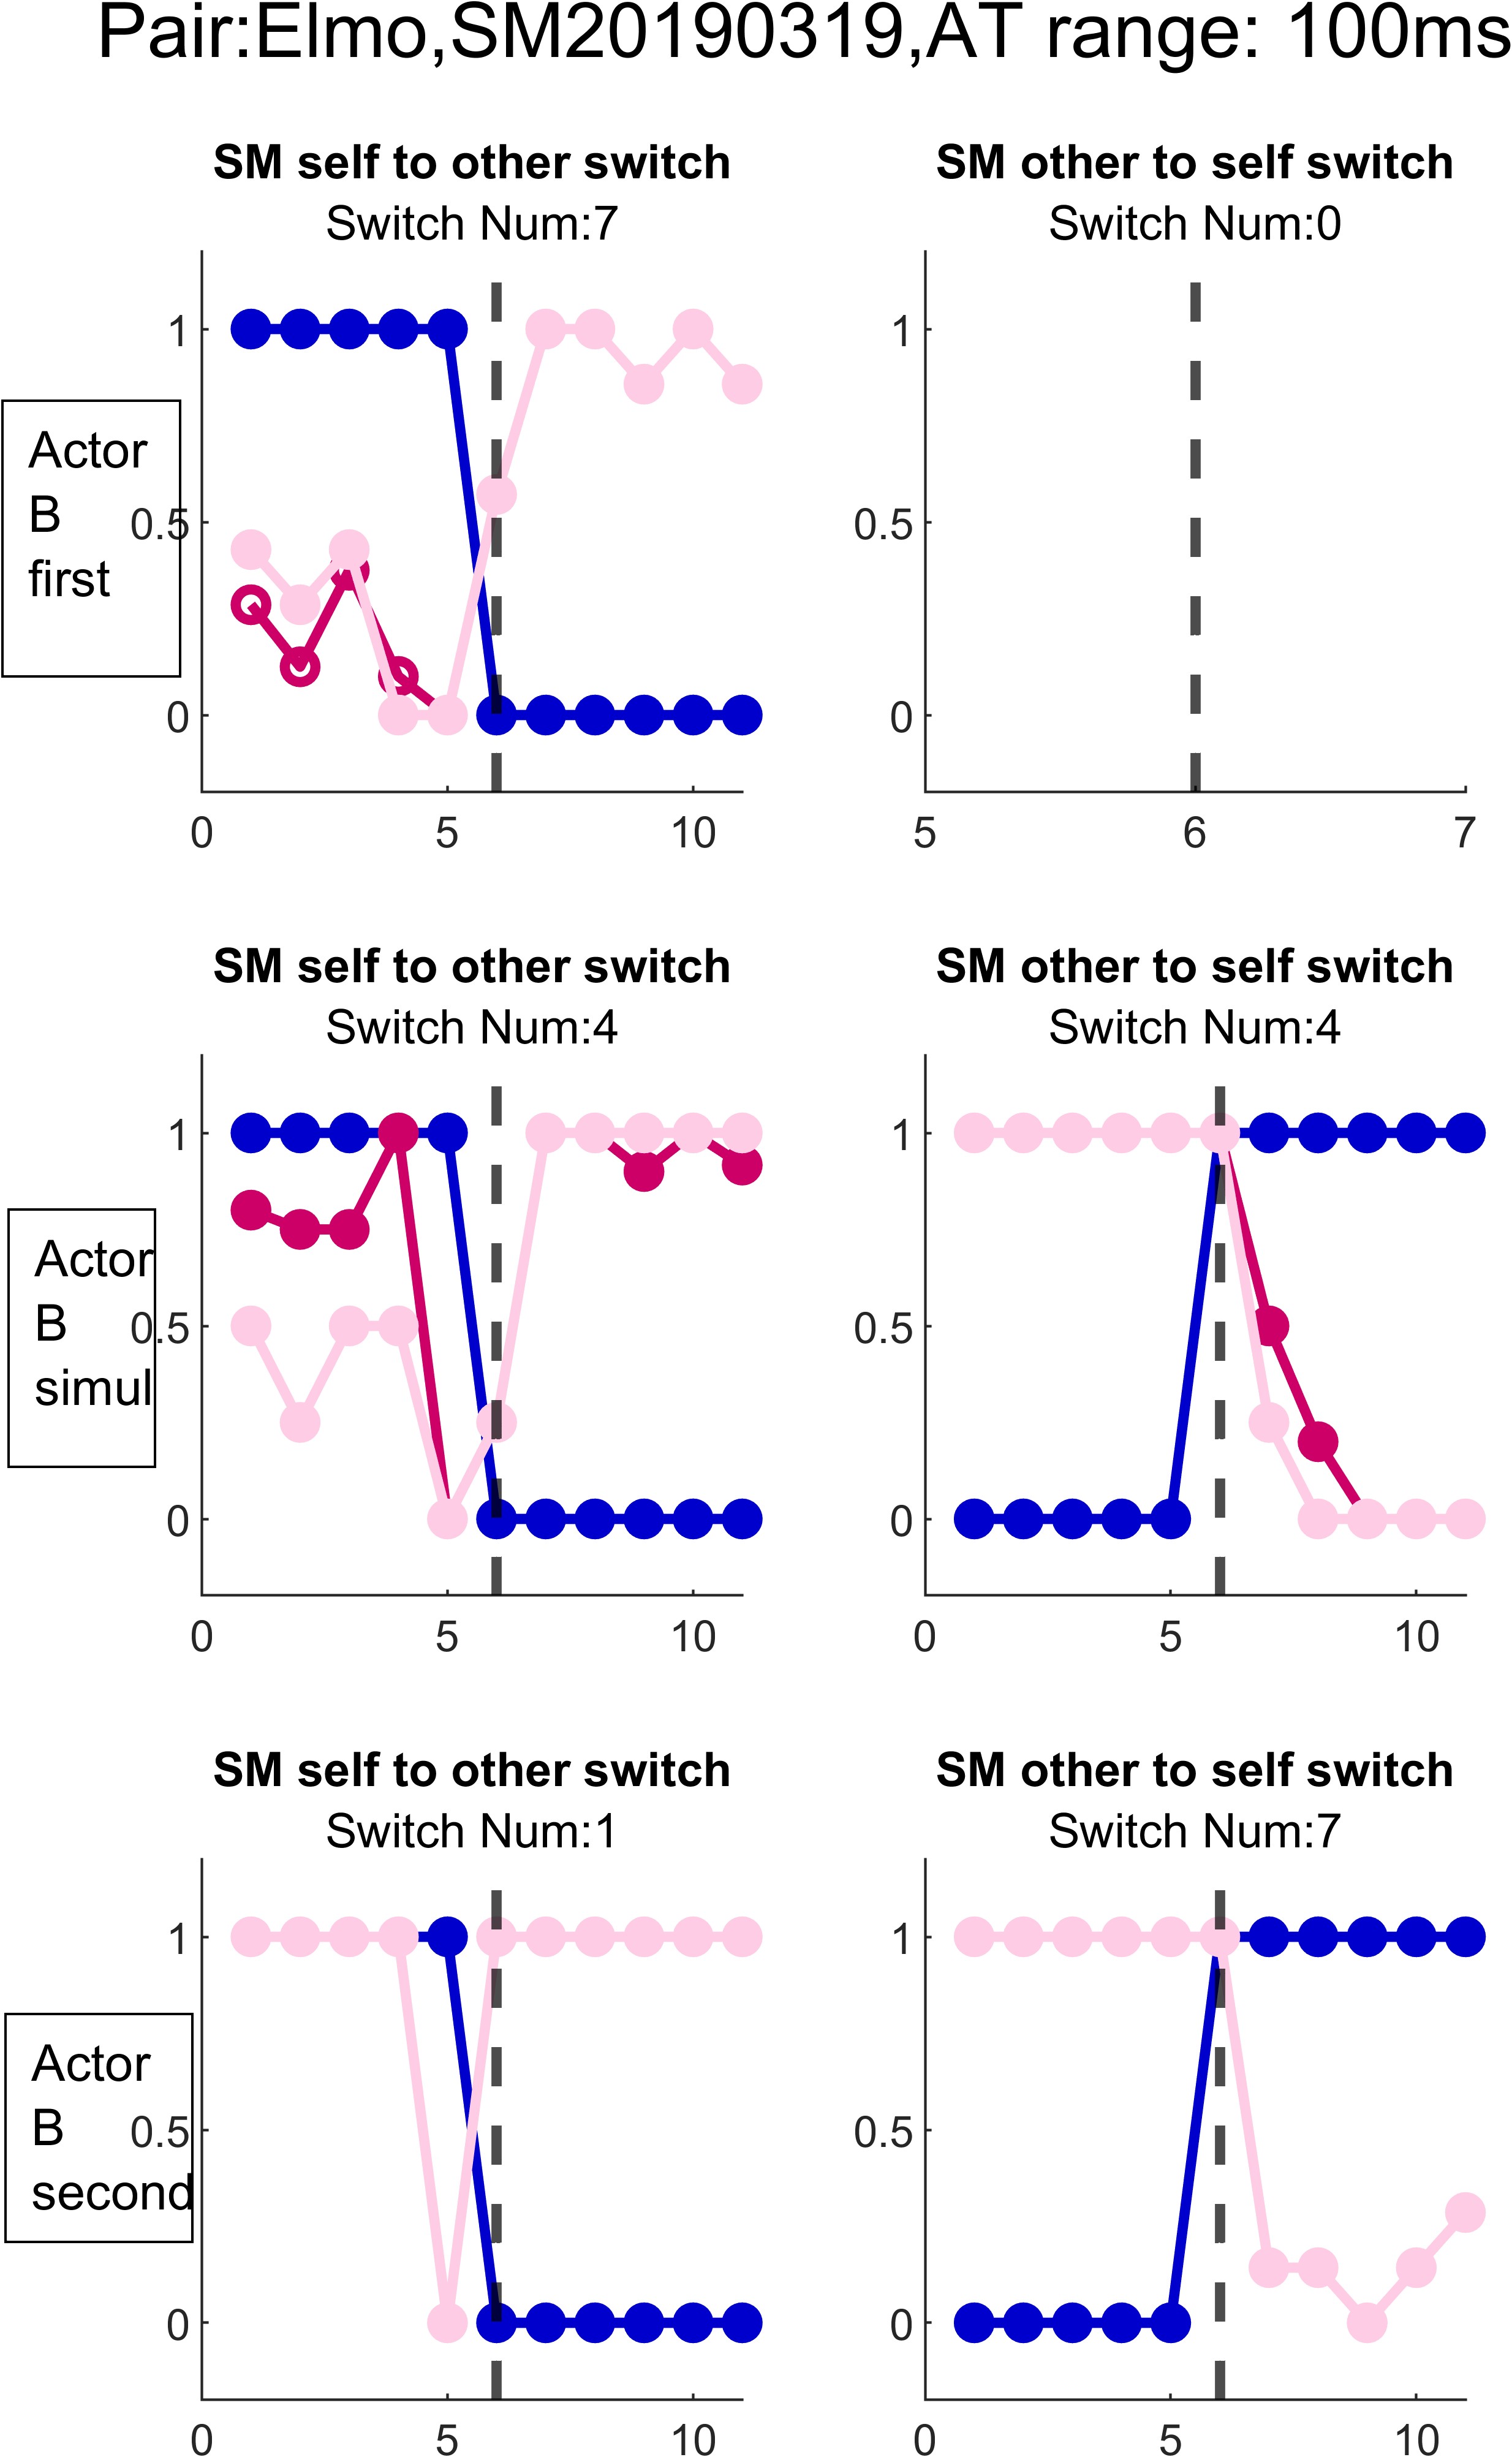 Pair:Elmo,SM20190319,AT range: 100ms
SM self to other switch
Switch Num:7
SM other to self switch
Switch Num:0
Actor
B
first
1
0.5
0
0
5
10
1
0.5
0
5
6
7
SM self to other switch
Switch Num:4
SM other to self switch
Switch Num:4
Actor
B
simul
1
0.5
0
0
5
10
1
0.5
0
0
5
10
SM self to other switch
Switch Num:1
SM other to self switch
Switch Num:7
Actor
B
second
1
0.5
0
0
5
10
1
0.5
0
0
5
10